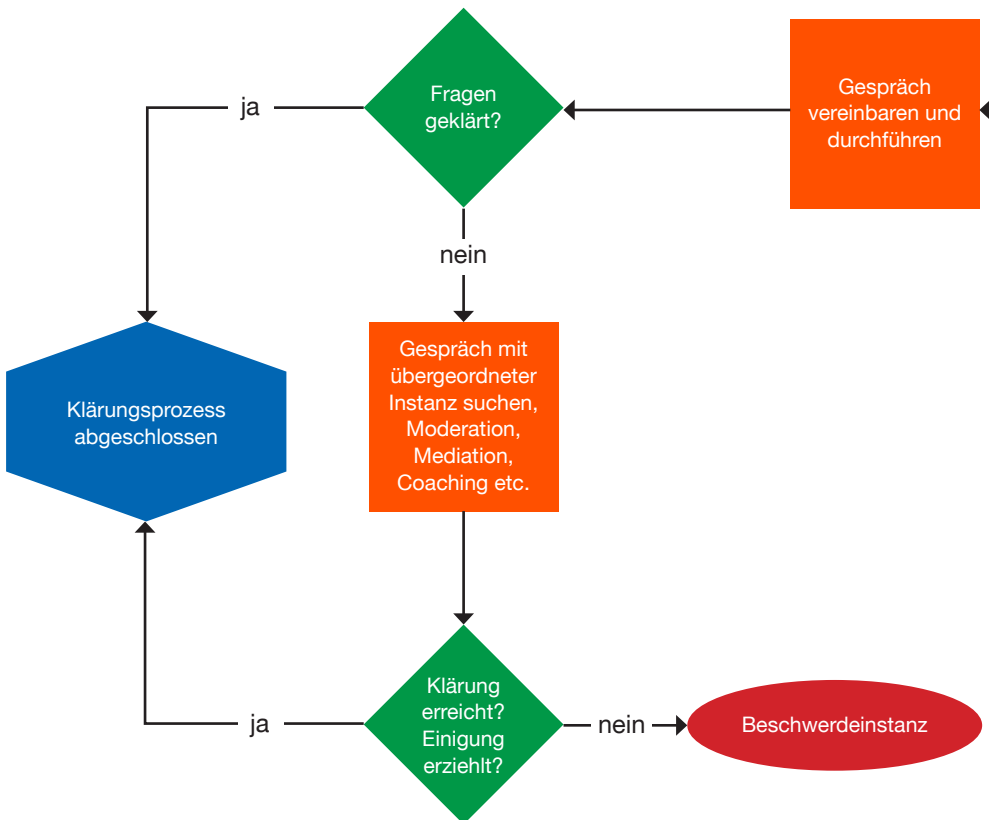 Fragen
geklärt?
Gespräch
vereinbaren und
durchführen
ja
nein
Gespräch mit
übergeordneter
Instanz suchen,
Moderation,
Mediation,
Coaching etc.
Klärungsprozess
abgeschlossen
Klärung
erreicht?
Einigung
erziehlt?
ja
nein
Beschwerdeinstanz